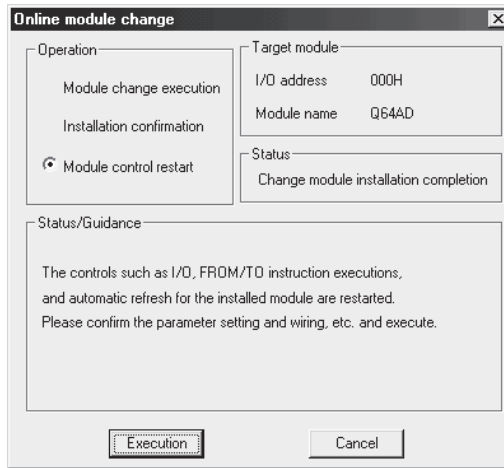 Online module change
Operation
Module change execution
Installation confirmation
Module control restart
Target module
I/O address 000H
Module name Q64AD
Status
Change module installation completion
Status/Guidance
The controls such as I/O, FROM/TO instruction executions,
and automatic refresh for the installed module are restarted.
Please confirm the parameter setting and wiring, etc. and execute.
Execution
Cancel